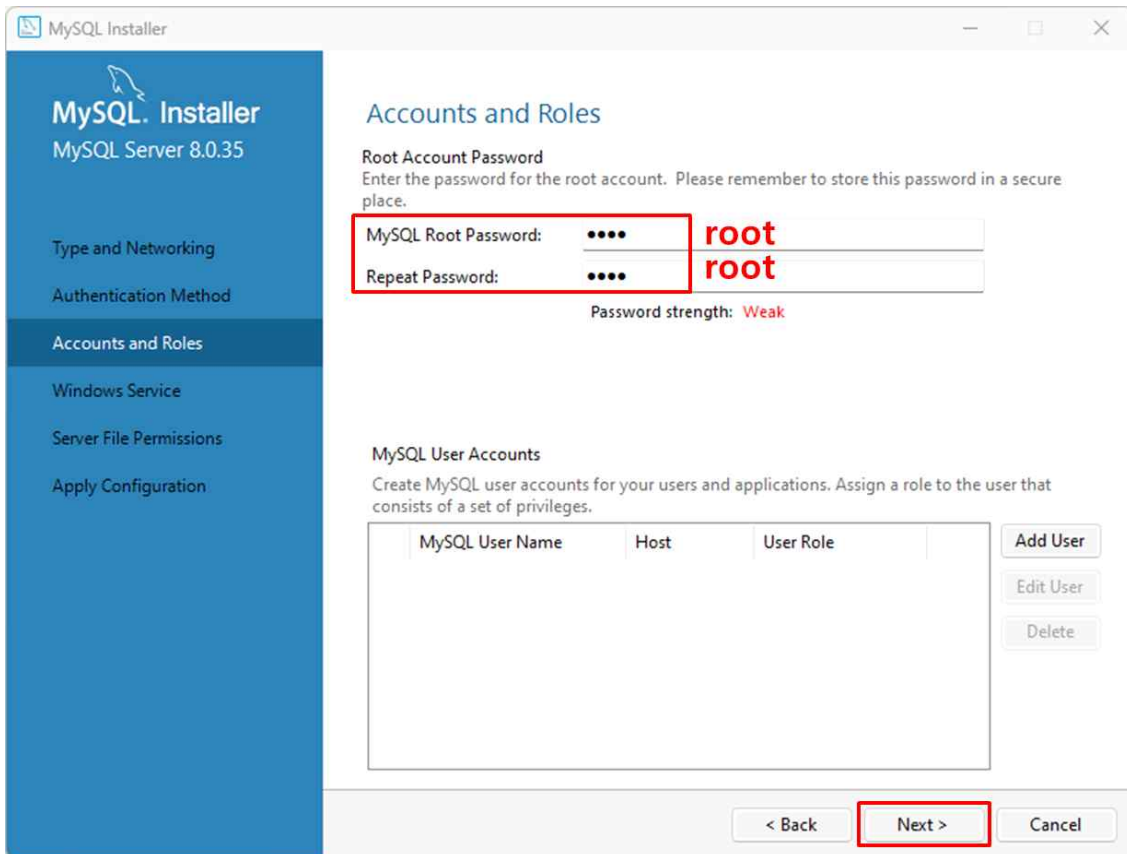 MySQL Installer
MySQL. Installer
MySQL Server 8.0.35
Type and Networking
Authentication Method
Accounts and Roles
Windows Service
Server File Permissions
Apply Configuration
Accounts and Roles
Root Account Password
Enter the password for the root account.  Please remember to store this password in a secure
place.
MySQL Root Password: •••• root
Repeat Password: •••• root
Password strength: Weak
MySQL User Accounts
Create MySQL user accounts for your users and applications. Assign a role to the user that
consists of a set of privileges.
MySQL User Name Host User Role
Add User
Edit User
Delete
< Back Next > Cancel